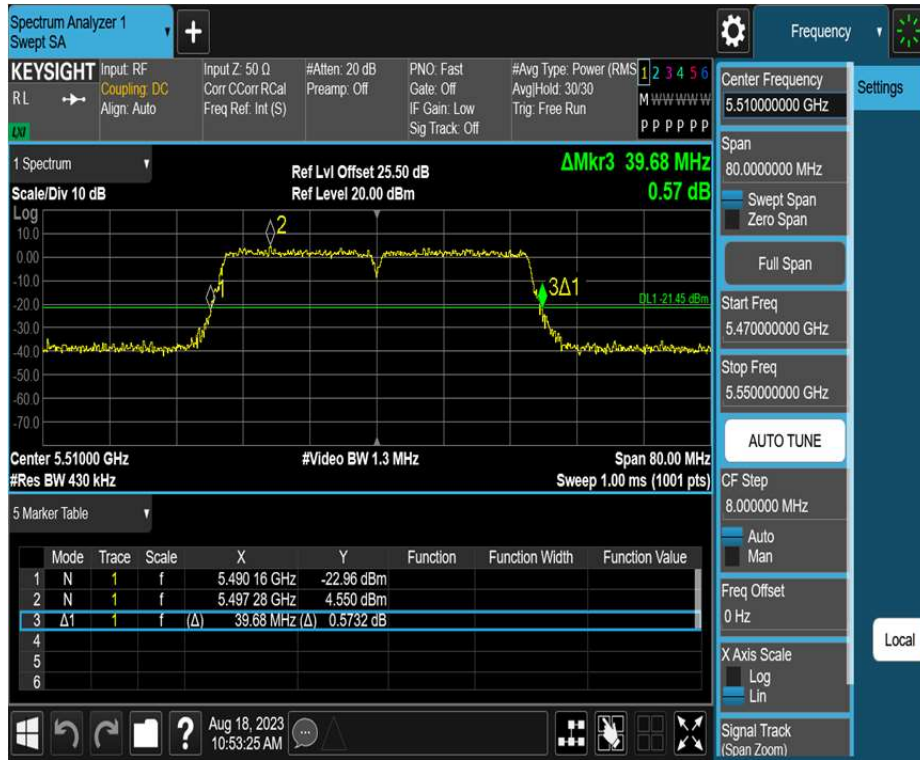 Spectrum Analyzer 1
Swept SA
+
Frequency
KEYSIGHT
R L
LXI
Input: RF
Coupling: DC
Align: Auto
Input Z: 50 Ω
Corr CCorr RCal
Freq Ref: Int (S)
#Atten: 20 dB
Preamp: Off
PNO: Fast
Gate: Off
IF Gain: Low
Sig Track: Off
#Avg Type: Power (RMS
Avg|Hold: 30/30
Trig: Free Run
1 2 3 4 5 6
M W W W W W
P P P P P P
1 Spectrum
Scale/Div 10 dB
Ref Lvl Offset 25.50 dB
Ref Level 20.00 dBm
ΔMkr3 39.68 MHz
0.57 dB
Log
10.0
0.00
-10.0
-20.0
-30.0
-40.0
-50.0
-60.0
-70.0
2
1
3Δ1
DL1 -21.45 dBm
Center 5.51000 GHz
#Video BW 1.3 MHz
Span 80.00 MHz
#Res BW 430 kHz
Sweep 1.00 ms (1001 pts)
5 Marker Table
Mode Trace Scale X Y Function Function Width Function Value
1 N 1 f 5.490 16 GHz -22.96 dBm
2 N 1 f 5.497 28 GHz 4.550 dBm
3 Δ1 1 f (Δ) 39.68 MHz (Δ) 0.5732 dB
4
5
6
?
Aug 18, 2023
10:53:25 AM
Center Frequency
5.510000000 GHz
Span
80.0000000 MHz
Swept Span
Zero Span
Full Span
Start Freq
5.470000000 GHz
Stop Freq
5.550000000 GHz
AUTO TUNE
CF Step
8.000000 MHz
Auto
Man
Freq Offset
0 Hz
X Axis Scale
Log
Lin
Signal Track
(Span Zoom)
Settings
Local